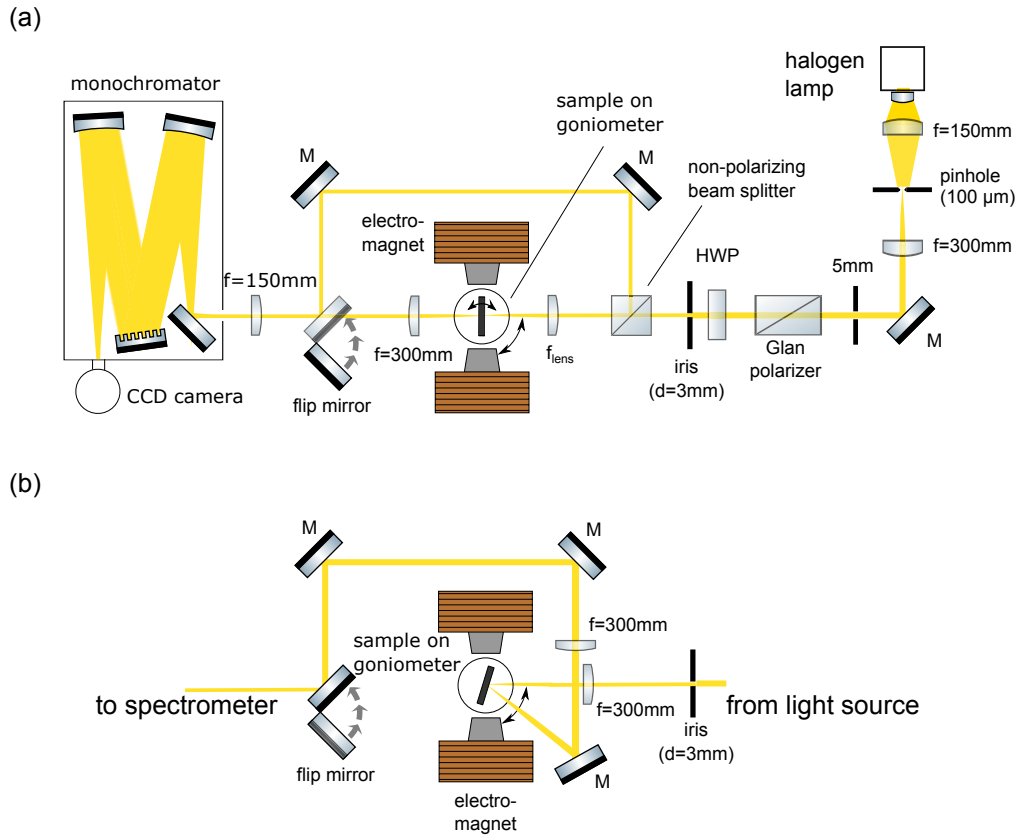 (a)
monochromator
CCD camera
f=150mm
M
flip mirror
f=300mm
electro-
magnet
sample on
goniometer
f_lens
M
non-polarizing
beam splitter
iris
(d=3mm)
HWP
Glan
polarizer
5mm
M
halogen
lamp
f=150mm
pinhole
(100 µm)
f=300mm
(b)
M
M
sample on
goniometer
f=300mm
f=300mm
to spectrometer
from light source
iris
(d=3mm)
flip mirror
M
electro-
magnet